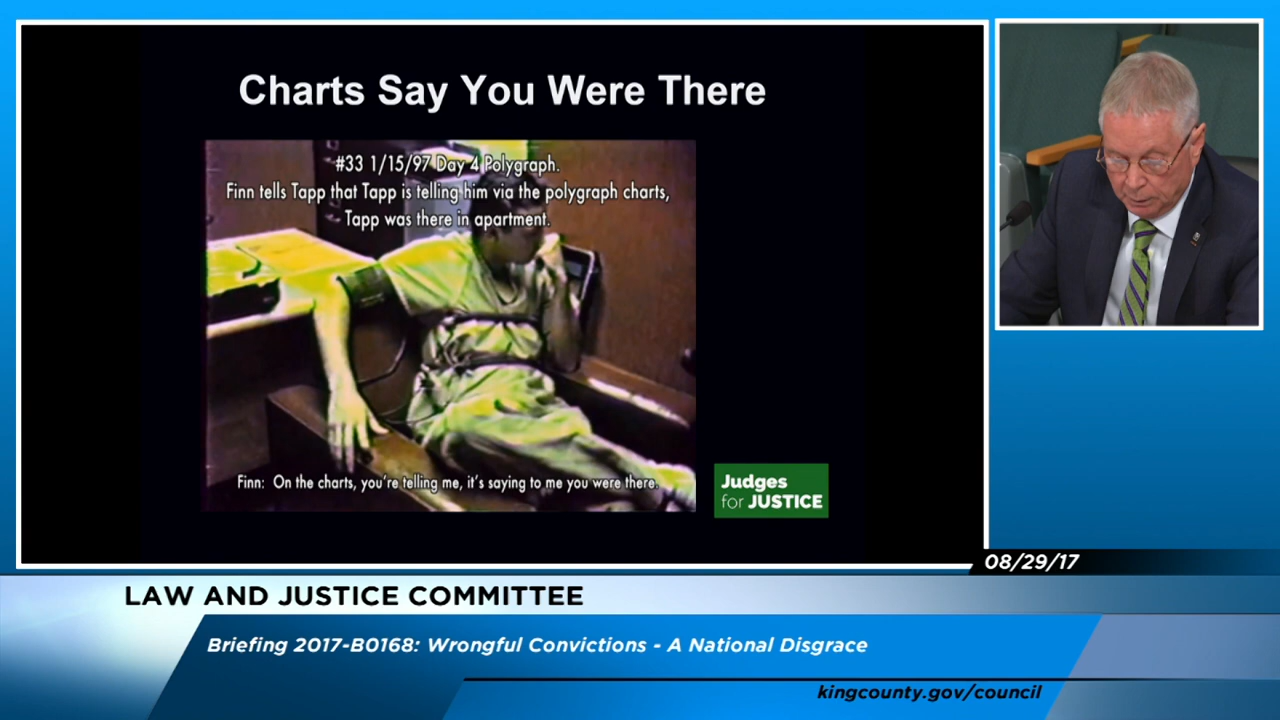 Charts Say You Were There
#33 1/15/97 Day 4 Polygraph.
Finn tells Tapp that Tapp is telling him via the polygraph charts,
Tapp was there in apartment.
Finn: On the charts, you're telling me, it's saying to me you were there.
Judges
for JUSTICE
08/29/17
LAW AND JUSTICE COMMITTEE
Briefing 2017-B0168: Wrongful Convictions - A National Disgrace
kingcounty.gov/council